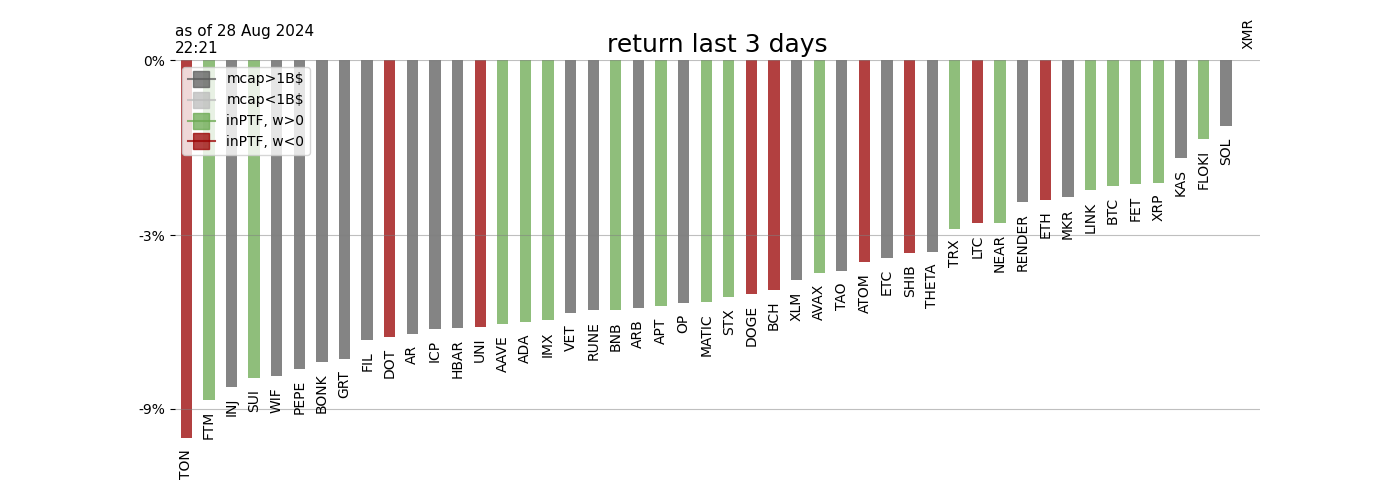 as of 28 Aug 2024
22:21
return last 3 days
XMR
0%
mcap>1B$
mcap<1B$
inPTF, w>0
inPTF, w<0
-3%
-9%
TON
FTM
INJ
SUI
WIF
PEPE
BONK
GRT
FIL
DOT
AR
ICP
HBAR
UNI
AAVE
ADA
IMX
VET
RUNE
BNB
ARB
APT
OP
MATIC
STX
DOGE
BCH
XLM
AVAX
TAO
ATOM
ETC
SHIB
THETA
TRX
LTC
NEAR
RENDER
ETH
MKR
LINK
BTC
FET
XRP
KAS
FLOKI
SOL